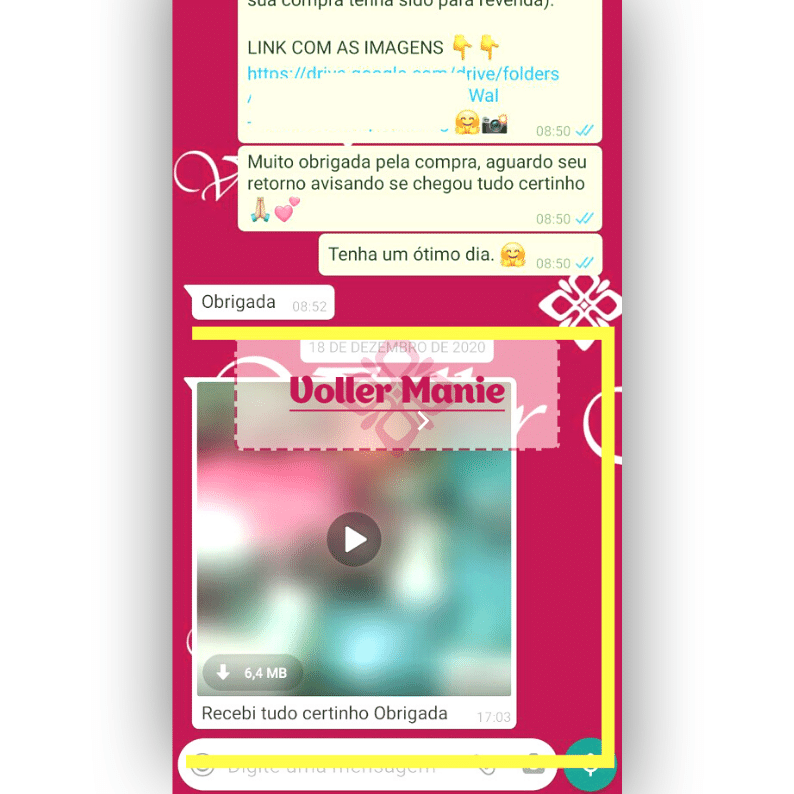 sua compra tenha sido para revenda).
LINK COM AS IMAGENS 👇👇
https://drive.google.com/drive/folders
/ Wal
🤗📸 08:50
Muito obrigada pela compra, aguardo seu
retorno avisando se chegou tudo certinho
🙏🏻💕 08:50
Tenha um ótimo dia. 🤗 08:50
Obrigada 08:52
18 DE DEZEMBRO DE 2020
Voller Manie
6,4 MB
Recebi tudo certinho Obrigada 17:03
Digite uma mensagem